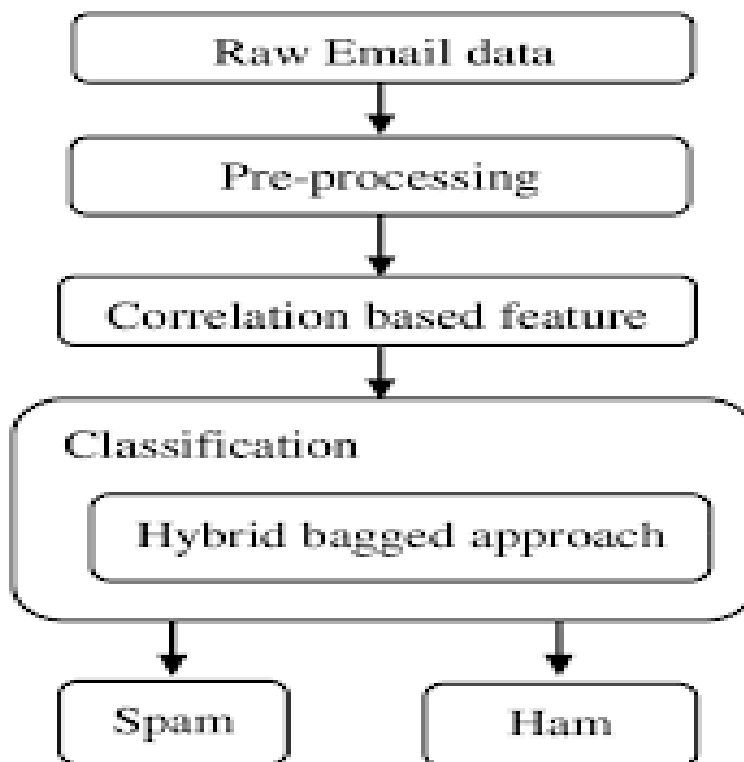 Raw Email data
Pre-processing
Correlation based feature
Classification
Hybrid bagged approach
Spam
Ham